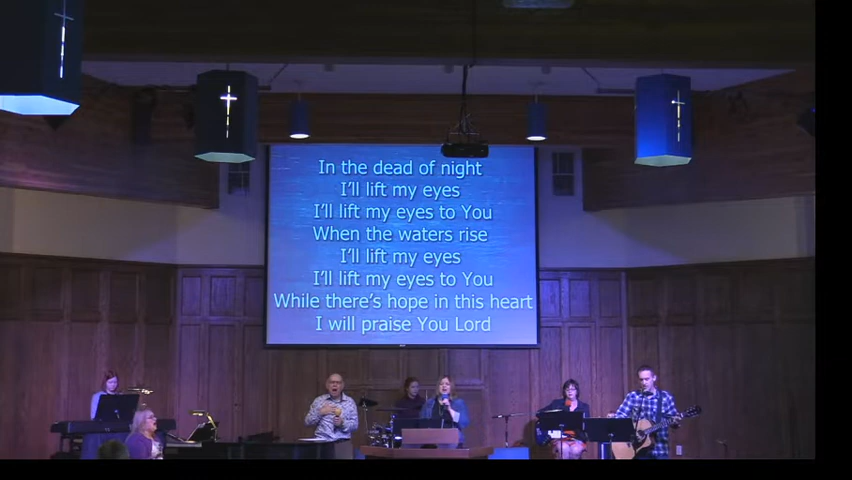 In the dead of night
I'll lift my eyes
I'll lift my eyes to You
When the waters rise
I'll lift my eyes
I'll lift my eyes to You
While there's hope in this heart
I will praise You Lord